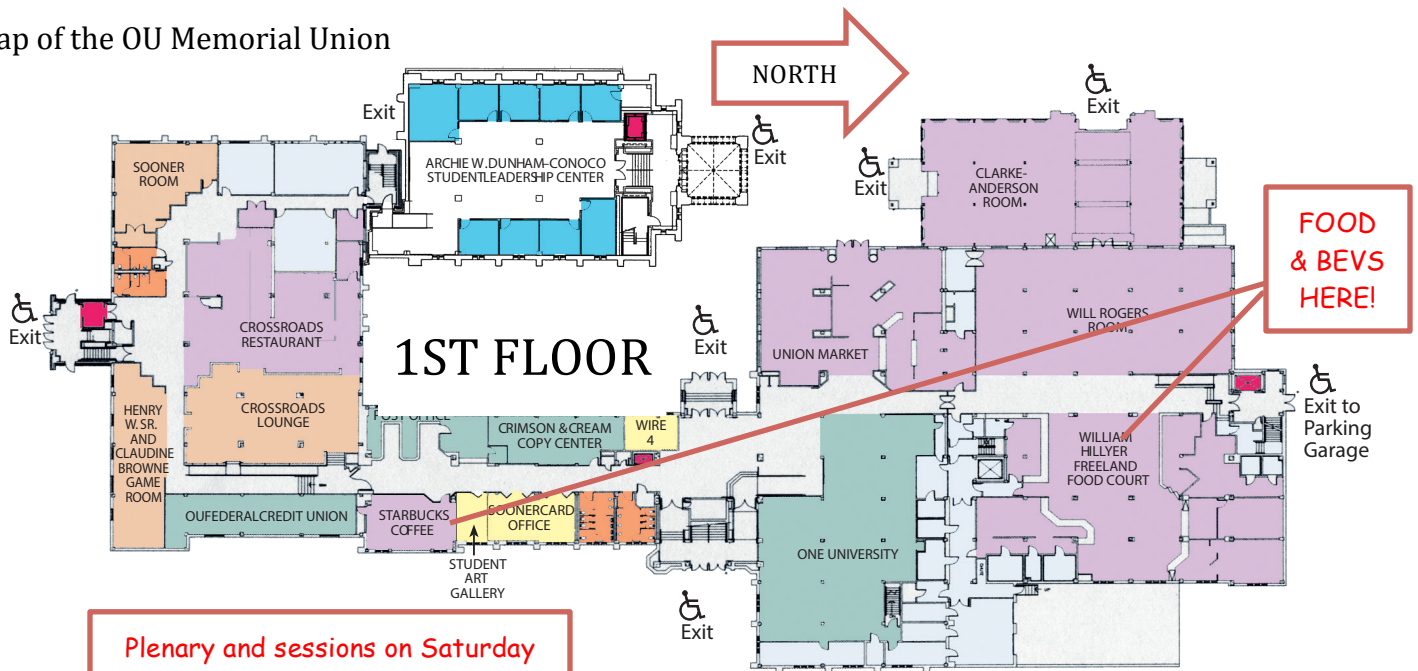 ap of the OU Memorial Union
NORTH
Exit
Exit
Exit
Exit
SOONER
ROOM
ARCHIE W. DUNHAM-CONOCO
STUDENT LEADERSHIP CENTER
CLARKE-
ANDERSON
ROOM
FOOD
& BEVS
HERE!
Exit
CROSSROADS
RESTAURANT
1ST FLOOR
Exit
UNION MARKET
WILL ROGERS
ROOM
HENRY
W. SR.
AND
CLAUDINE
BROWNE
GAME
ROOM
CROSSROADS
LOUNGE
POST OFFICE
CRIMSON & CREAM
COPY CENTER
WIRE
4
WILLIAM
HILLYER
FREELAND
FOOD COURT
Exit to
Parking
Garage
OU FEDERAL CREDIT UNION
STARBUCKS
COFFEE
SOONERCARD
OFFICE
STUDENT
ART
GALLERY
ONE UNIVERSITY
Exit
Plenary and sessions on Saturday